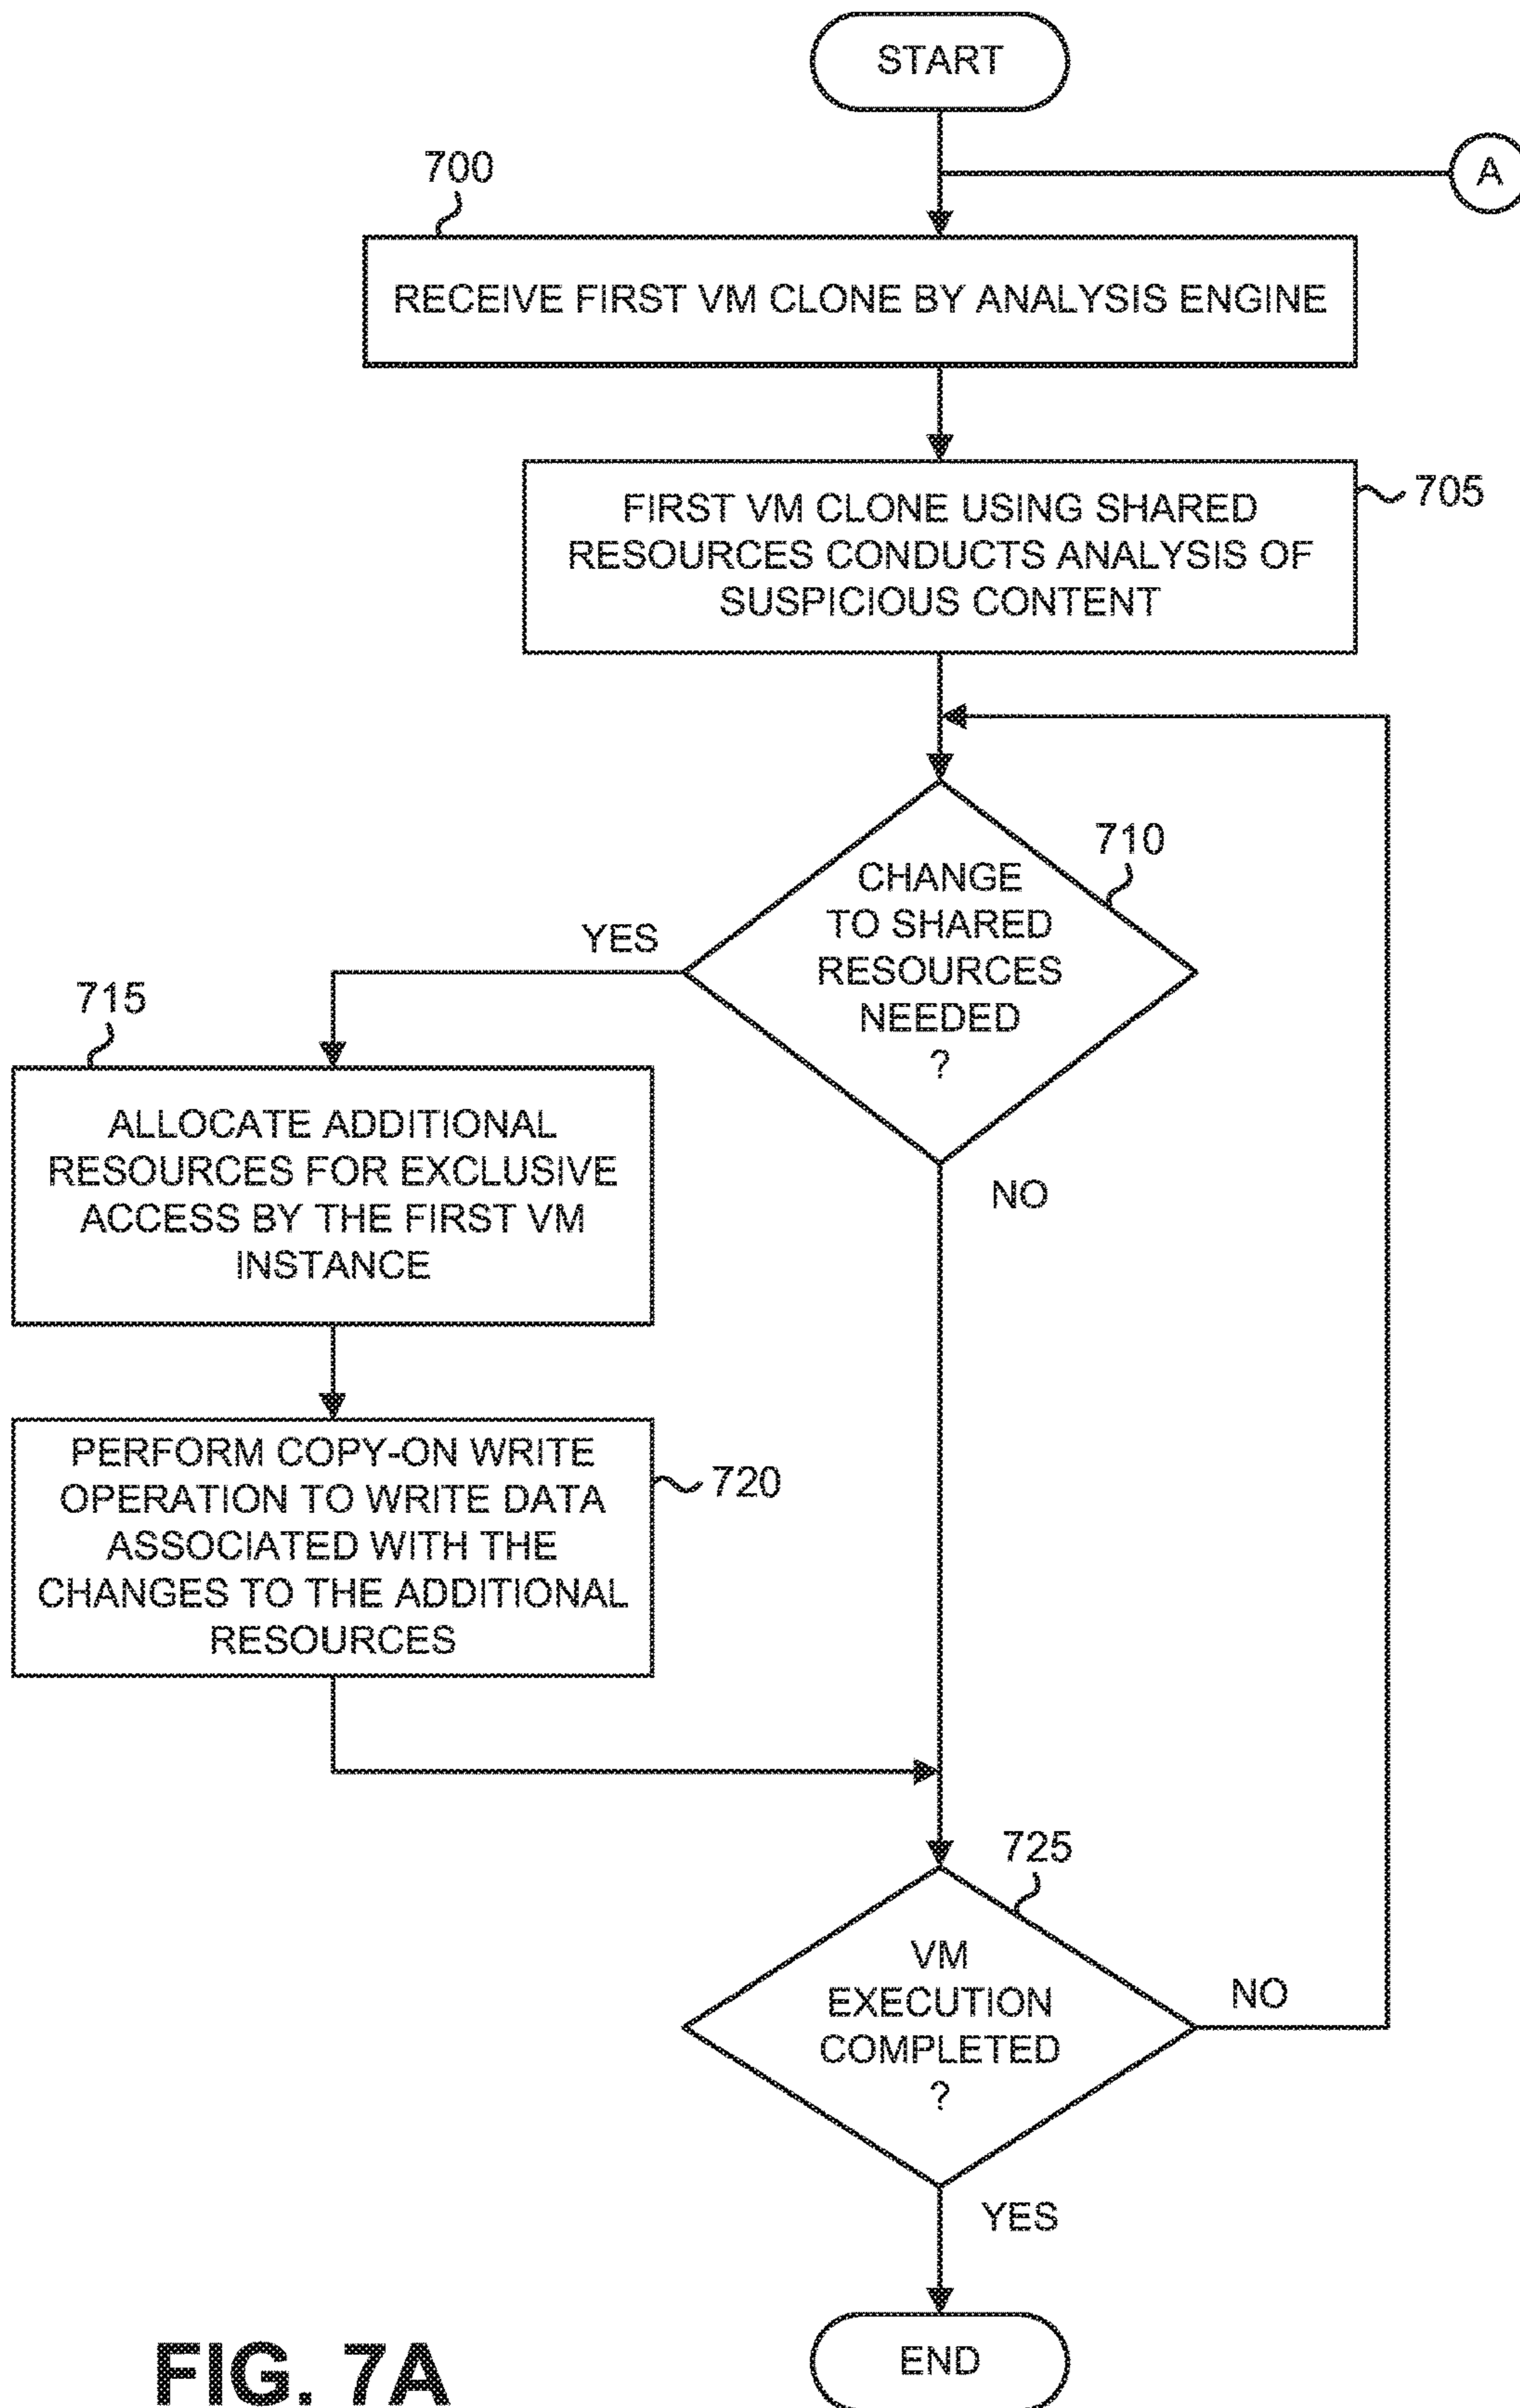 START
A
700
RECEIVE FIRST VM CLONE BY ANALYSIS ENGINE
FIRST VM CLONE USING SHARED
RESOURCES CONDUCTS ANALYSIS OF
SUSPICIOUS CONTENT
705
710
CHANGE
TO SHARED
RESOURCES
NEEDED
?
YES
NO
715
ALLOCATE ADDITIONAL
RESOURCES FOR EXCLUSIVE
ACCESS BY THE FIRST VM
INSTANCE
PERFORM COPY-ON WRITE
OPERATION TO WRITE DATA
ASSOCIATED WITH THE
CHANGES TO THE ADDITIONAL
RESOURCES
720
725
VM
EXECUTION
COMPLETED
?
NO
YES
END
FIG. 7A